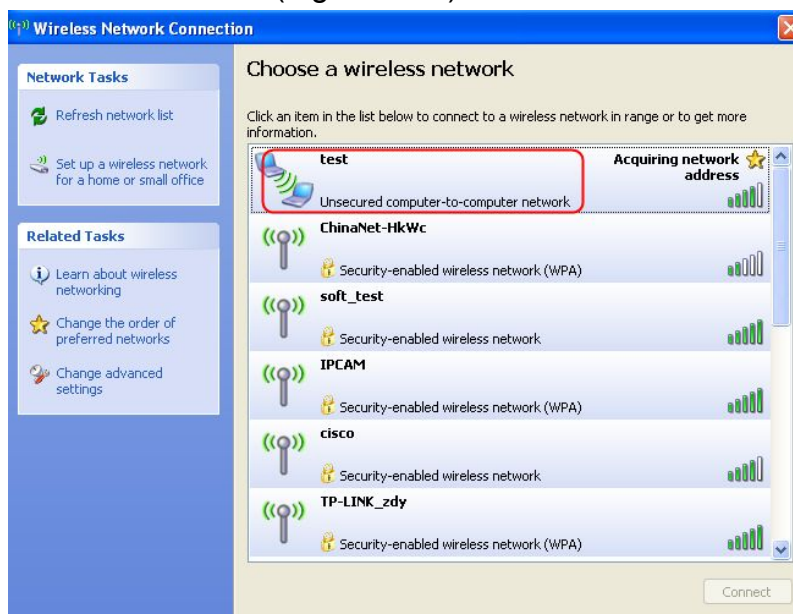 Wireless Network Connection
Network Tasks
Refresh network list
Set up a wireless network
for a home or small office
Related Tasks
Learn about wireless
networking
Change the order of
preferred networks
Change advanced
settings
Choose a wireless network
Click an item in the list below to connect to a wireless network in range or to get more
information.
test
Acquiring network
address
Unsecured computer-to-computer network
ChinaNet-HkWc
Security-enabled wireless network (WPA)
soft_test
Security-enabled wireless network
IPCAM
Security-enabled wireless network (WPA)
cisco
Security-enabled wireless network
TP-LINK_zdy
Security-enabled wireless network (WPA)
Connect